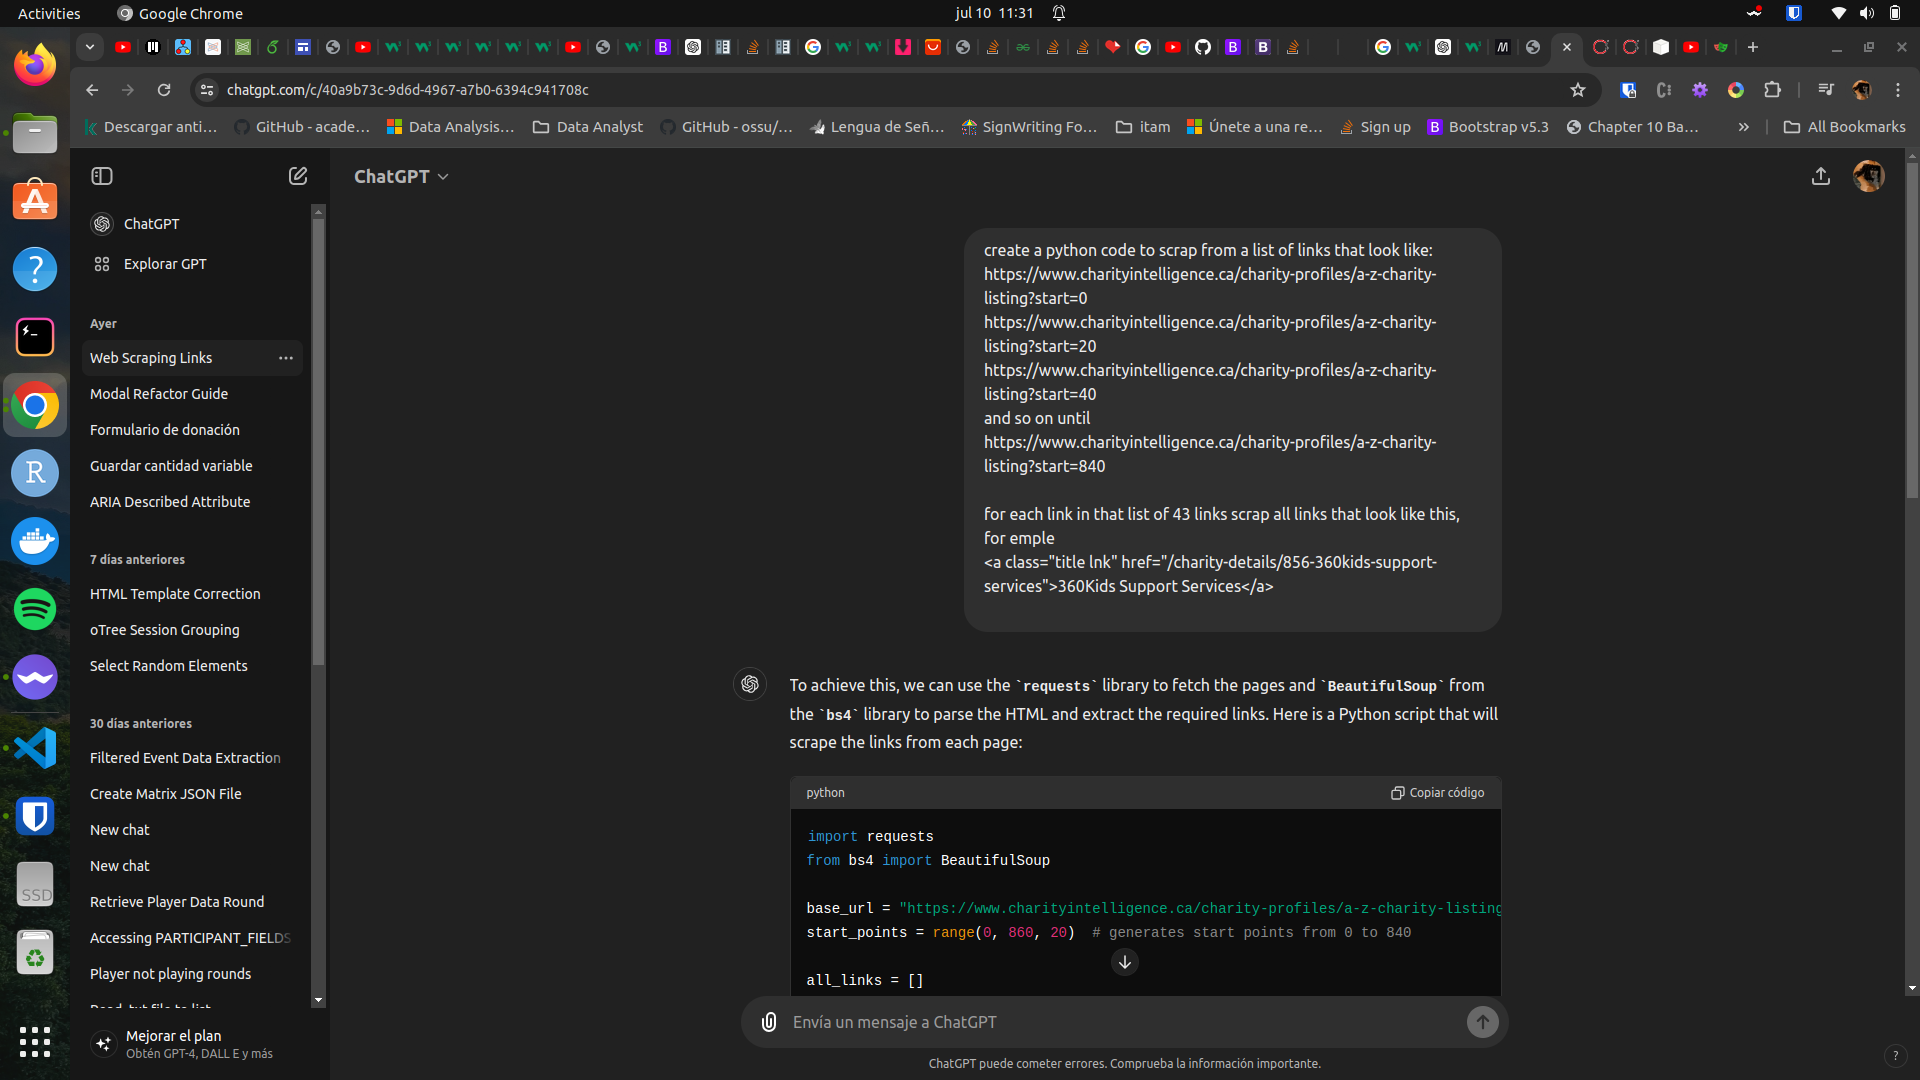 Activities
Google Chrome
jul 10 11:31
chatgpt.com/c/40a9b73c-9d6d-4967-a7b0-6394c941708c
Descargar anti...
GitHub - acade...
Data Analysis...
Data Analyst
GitHub - ossu/...
Lengua de Señ...
SignWriting Fo...
itam
Únete a una re...
Sign up
Bootstrap v5.3
Chapter 10 Ba...
All Bookmarks
ChatGPT
Explorar GPT
Ayer
Web Scraping Links
Modal Refactor Guide
Formulario de donación
Guardar cantidad variable
ARIA Described Attribute
7 días anteriores
HTML Template Correction
oTree Session Grouping
Select Random Elements
30 días anteriores
Filtered Event Data Extraction
Create Matrix JSON File
New chat
New chat
Retrieve Player Data Round
Accessing PARTICIPANT_FIELDS
Player not playing rounds
Mejorar el plan
Obtén GPT-4, DALL E y más
SSD
ChatGPT
create a python code to scrap from a list of links that look like:
https://www.charityintelligence.ca/charity-profiles/a-z-charity-
listing?start=0
https://www.charityintelligence.ca/charity-profiles/a-z-charity-
listing?start=20
https://www.charityintelligence.ca/charity-profiles/a-z-charity-
listing?start=40
and so on until
https://www.charityintelligence.ca/charity-profiles/a-z-charity-
listing?start=840
for each link in that list of 43 links scrap all links that look like this,
for emple
<a class="title lnk" href="/charity-details/856-360kids-support-
services">360Kids Support Services</a>
To achieve this, we can use the `requests` library to fetch the pages and `BeautifulSoup` from
the `bs4` library to parse the HTML and extract the required links. Here is a Python script that will
scrape the links from each page:
python
Copiar código
import requests
from bs4 import BeautifulSoup
base_url = "https://www.charityintelligence.ca/charity-profiles/a-z-charity-listing
start_points = range(0, 860, 20)  # generates start points from 0 to 840
all_links = []
Envía un mensaje a ChatGPT
ChatGPT puede cometer errores. Comprueba la información importante.
?